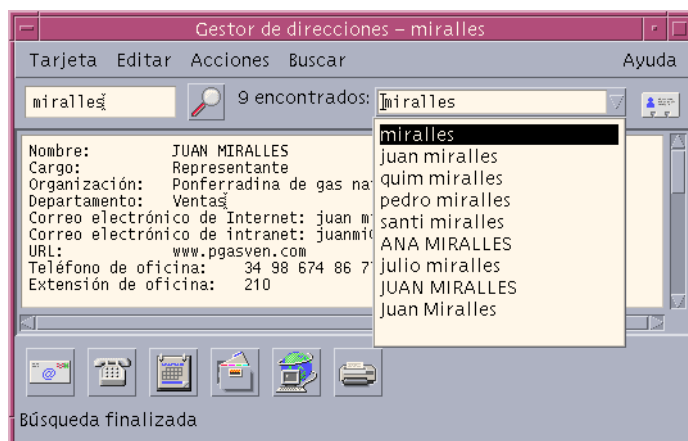 Gestor de direcciones – miralles
Tarjeta Editar Acciones Buscar Ayuda
miralles 9 encontrados: miralles
miralles
juan miralles
quim miralles
pedro miralles
santi miralles
ANA MIRALLES
julio miralles
JUAN MIRALLES
Juan Miralles
Nombre: JUAN MIRALLES
Cargo: Representante
Organización: Ponferradina de gas
Departamento: Ventas
Correo electrónico de Internet: juan
Correo electrónico de intranet:
URL: www.pgasven.com
Teléfono de oficina: 34 98 674 86
Extensión de oficina: 210
Búsqueda finalizada